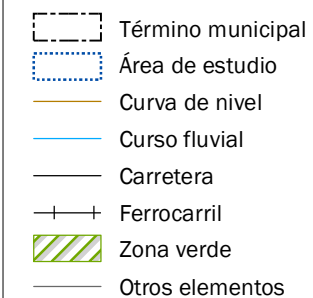 Término municipal
Área de estudio
Curva de nivel
Curso fluvial
Carretera
Ferrocarril
Zona verde
Otros elementos